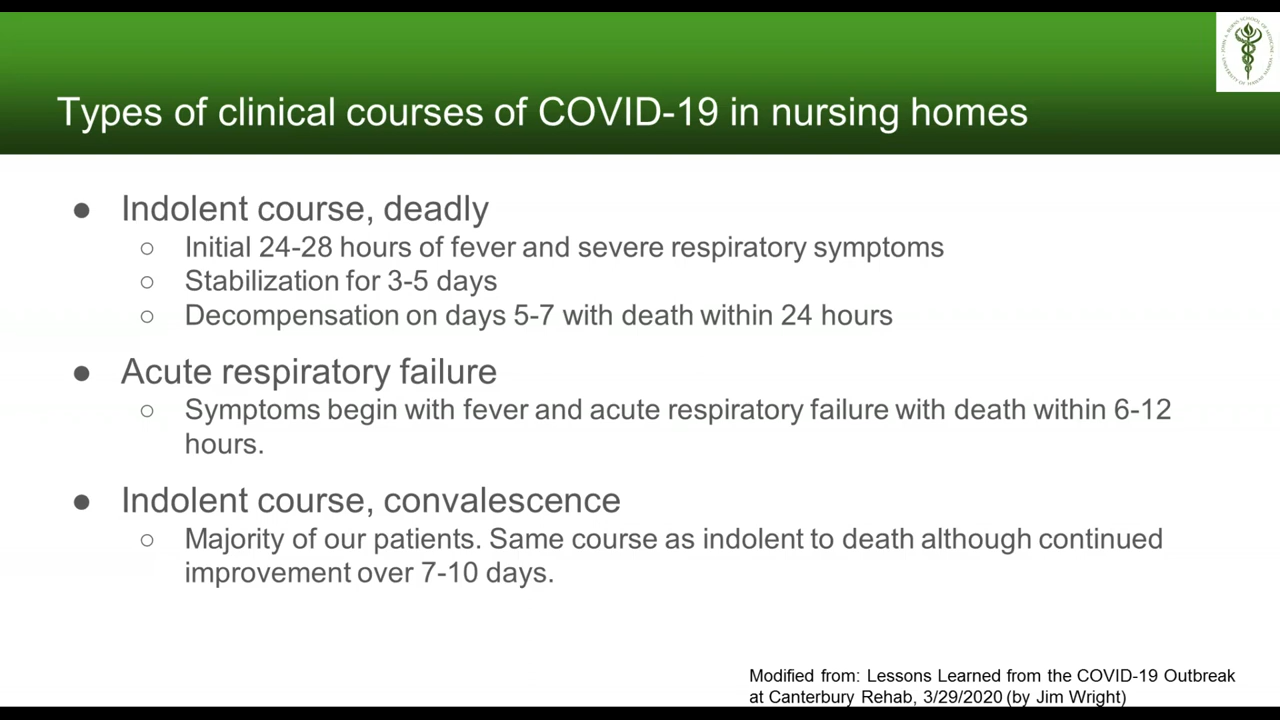 Types of clinical courses of COVID-19 in nursing homes
● Indolent course, deadly
○ Initial 24-28 hours of fever and severe respiratory symptoms
○ Stabilization for 3-5 days
○ Decompensation on days 5-7 with death within 24 hours
● Acute respiratory failure
○ Symptoms begin with fever and acute respiratory failure with death within 6-12
hours.
● Indolent course, convalescence
○ Majority of our patients. Same course as indolent to death although continued
improvement over 7-10 days.
Modified from: Lessons Learned from the COVID-19 Outbreak
at Canterbury Rehab, 3/29/2020 (by Jim Wright)